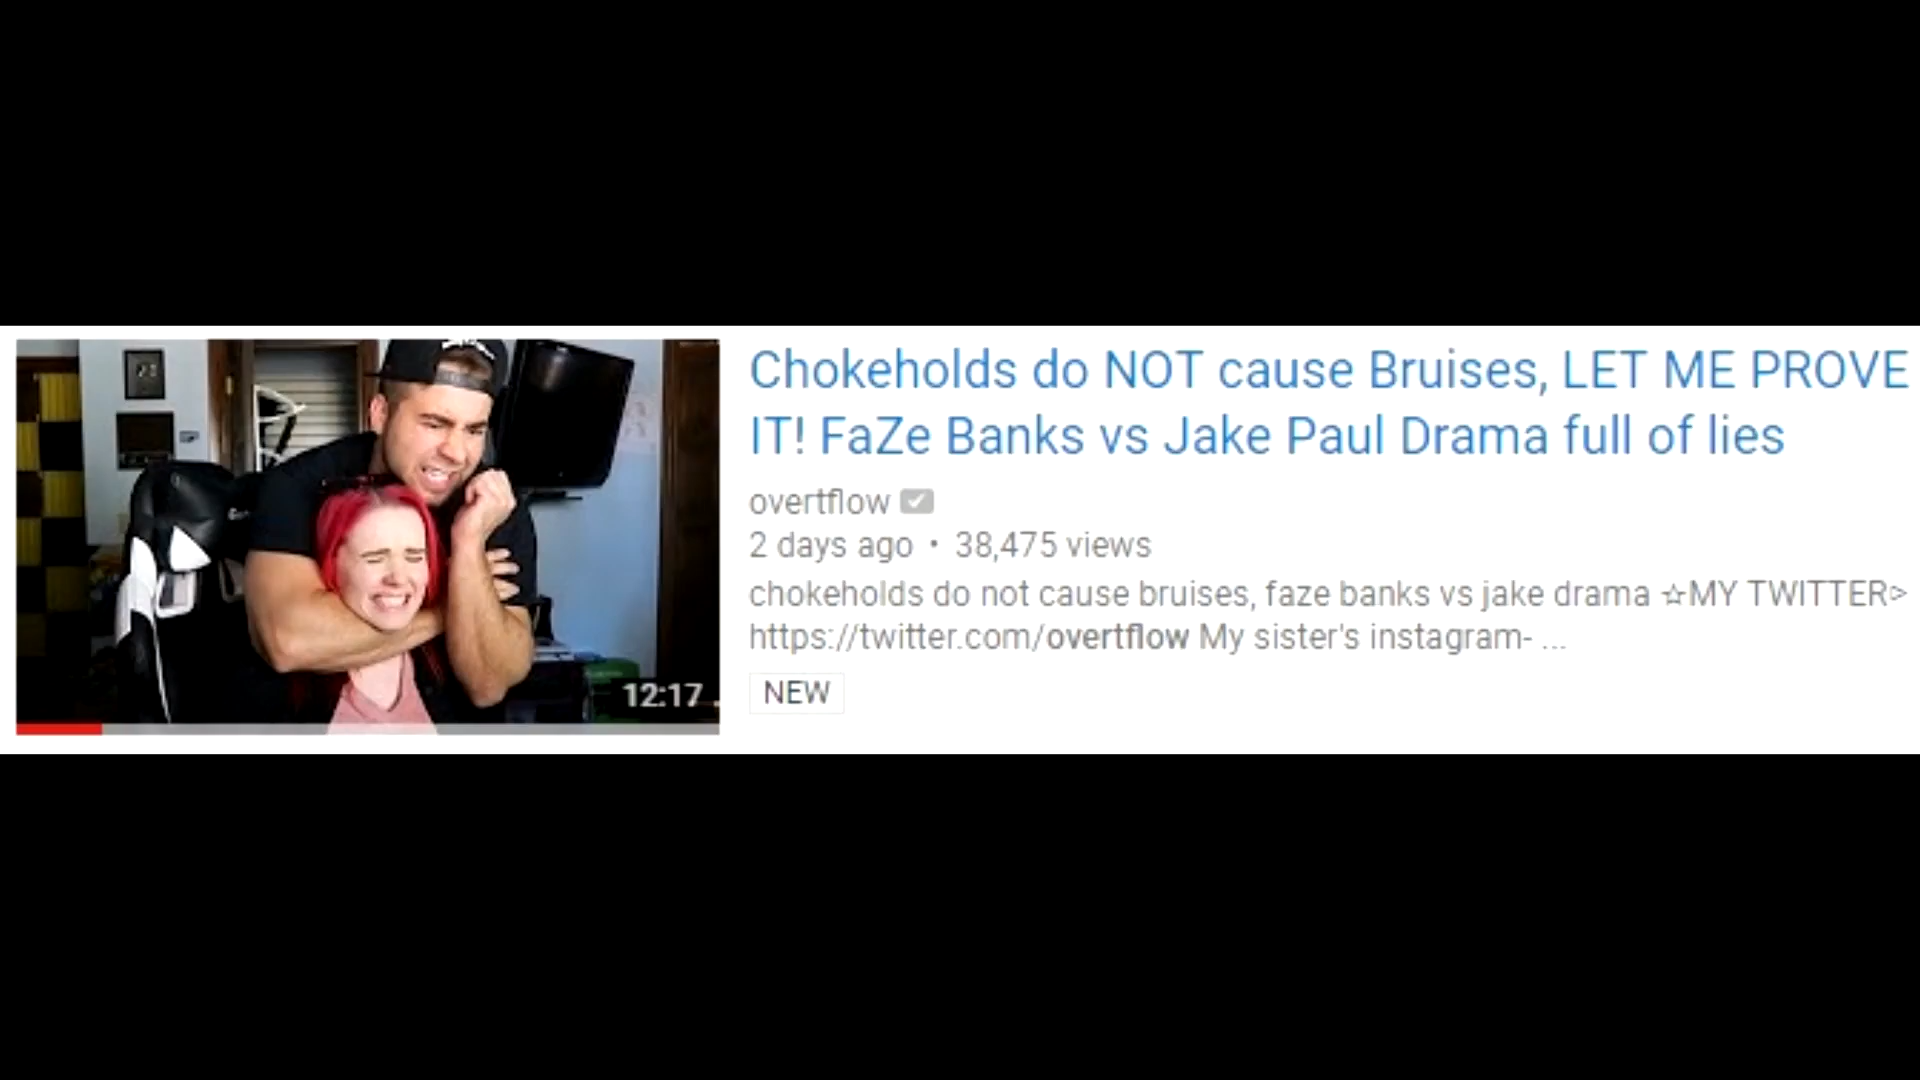 Chokeholds do NOT cause Bruises, LET ME PROVE
IT! FaZe Banks vs Jake Paul Drama full of lies
overtflow
2 days ago • 38,475 views
chokeholds do not cause bruises, faze banks vs jake drama ☆MY TWITTER▻
https://twitter.com/overtflow My sister's instagram- ...
NEW
12:17